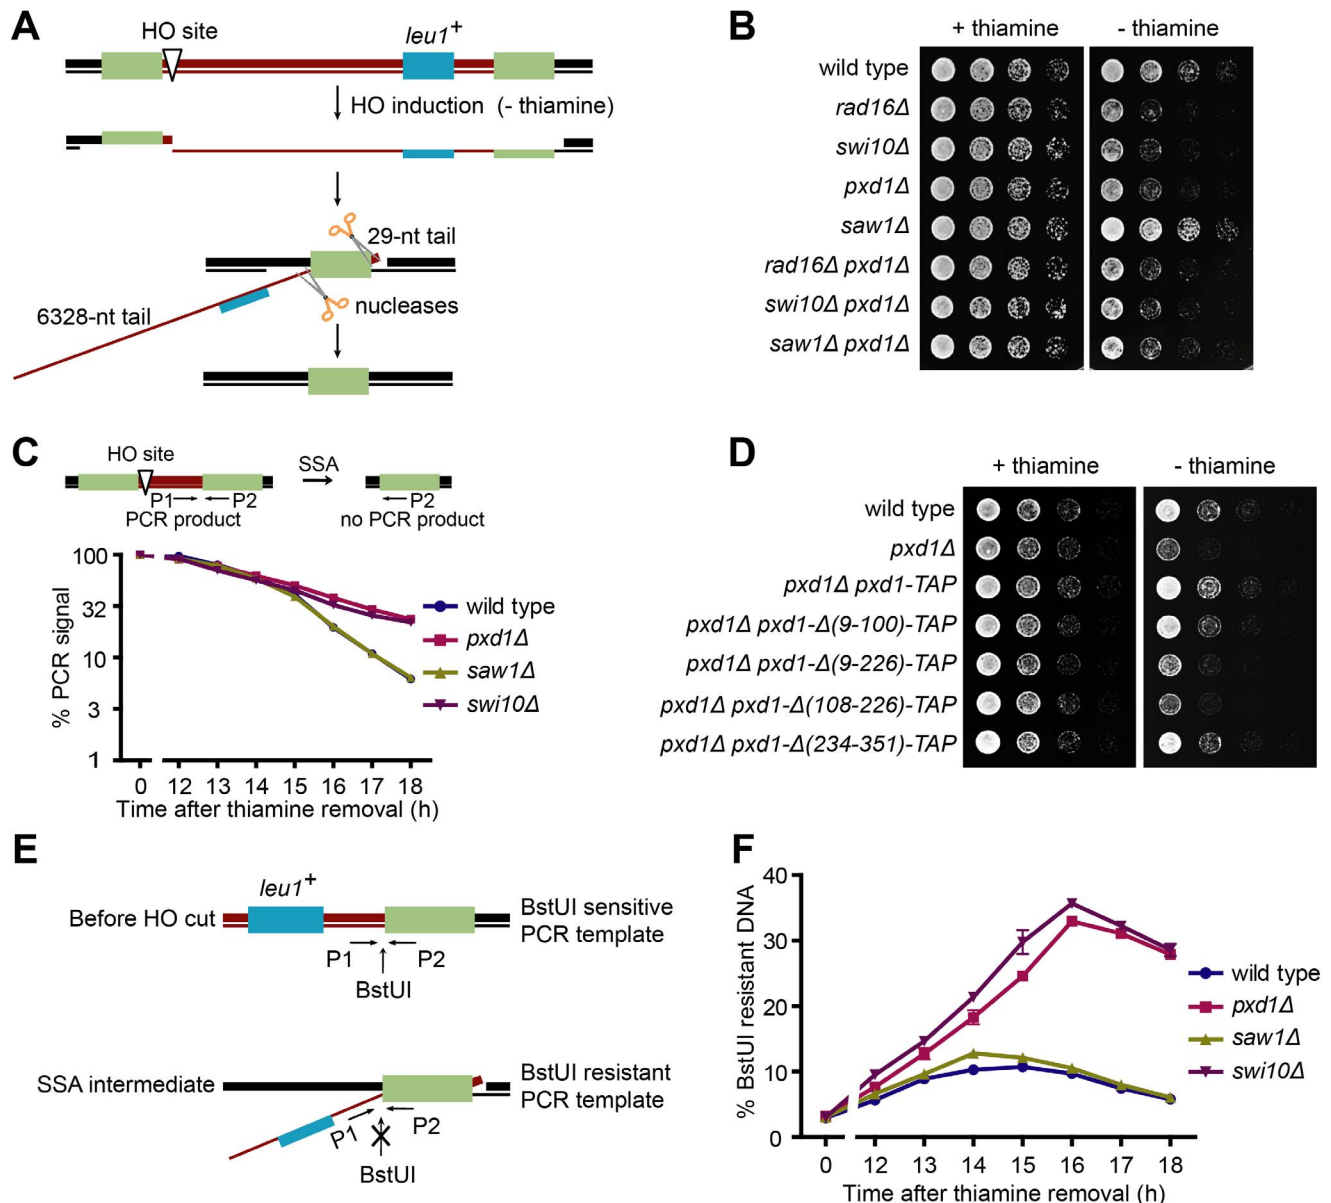 A
HO site
leu1+
HO induction (- thiamine)
29-nt tail
6328-nt tail
nucleases
B
+ thiamine
- thiamine
wild type
rad16Δ
swi10Δ
pxd1Δ
saw1Δ
rad16Δ pxd1Δ
swi10Δ pxd1Δ
saw1Δ pxd1Δ
C
HO site
SSA
P1
P2
P2
PCR product
no PCR product
% PCR signal
100
32
10
3
1
0 12 13 14 15 16 17 18
Time after thiamine removal (h)
wild type
pxd1Δ
saw1Δ
swi10Δ
D
+ thiamine
- thiamine
wild type
pxd1Δ
pxd1Δ pxd1-TAP
pxd1Δ pxd1-Δ(9-100)-TAP
pxd1Δ pxd1-Δ(9-226)-TAP
pxd1Δ pxd1-Δ(108-226)-TAP
pxd1Δ pxd1-Δ(234-351)-TAP
E
leu1+
Before HO cut
BstUI sensitive
PCR template
P1
P2
BstUI
SSA intermediate
BstUI resistant
PCR template
P1
P2
BstUI
F
% BstUI resistant DNA
40
30
20
10
0
0 12 13 14 15 16 17 18
Time after thiamine removal (h)
wild type
pxd1Δ
saw1Δ
swi10Δ